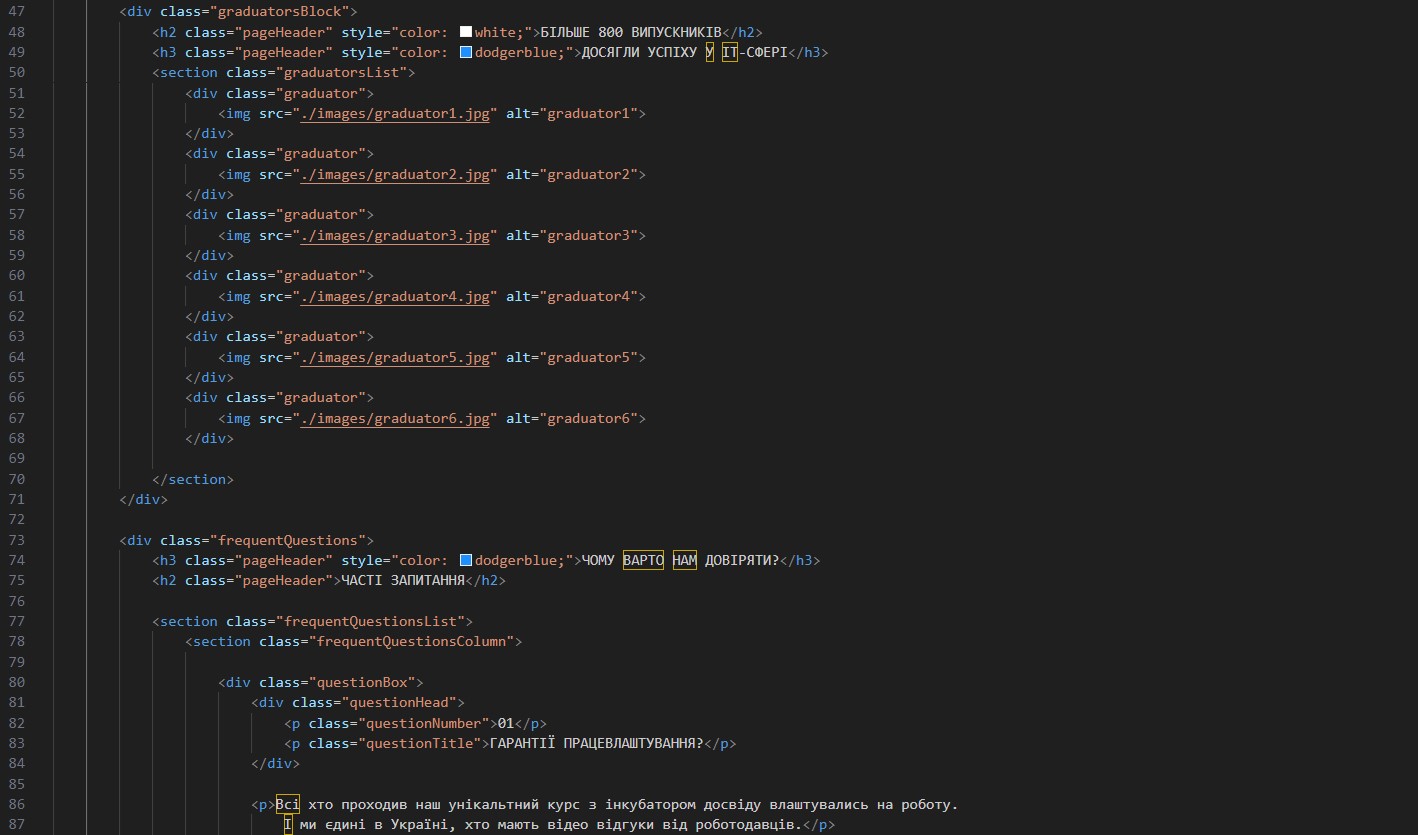 47 <div class="graduatorsBlock">
48 <h2 class="pageHeader" style="color: white;">БІЛЬШЕ 800 ВИПУСКНИКІВ</h2>
49 <h3 class="pageHeader" style="color: dodgerblue;">ДОСЯГЛИ УСПІХУ У ІТ-СФЕРІ</h3>
50 <section class="graduatorsList">
51 <div class="graduator">
52 <img src="./images/graduator1.jpg" alt="graduator1">
53 </div>
54 <div class="graduator">
55 <img src="./images/graduator2.jpg" alt="graduator2">
56 </div>
57 <div class="graduator">
58 <img src="./images/graduator3.jpg" alt="graduator3">
59 </div>
60 <div class="graduator">
61 <img src="./images/graduator4.jpg" alt="graduator4">
62 </div>
63 <div class="graduator">
64 <img src="./images/graduator5.jpg" alt="graduator5">
65 </div>
66 <div class="graduator">
67 <img src="./images/graduator6.jpg" alt="graduator6">
68 </div>
69
70 </section>
71 </div>
72
73 <div class="frequentQuestions">
74 <h3 class="pageHeader" style="color: dodgerblue;">ЧОМУ ВАРТО НАМ ДОВІРЯТИ?</h3>
75 <h2 class="pageHeader">ЧАСТІ ЗАПИТАННЯ</h2>
76
77 <section class="frequentQuestionsList">
78 <section class="frequentQuestionsColumn">
79
80 <div class="questionBox">
81 <div class="questionHead">
82 <p class="questionNumber">01</p>
83 <p class="questionTitle">ГАРАНТІЇ ПРАЦЕВЛАШТУВАННЯ?</p>
84 </div>
85
86 <p>Всі хто проходив наш унікальтний курс з інкубатором досвіду влаштувались на роботу.
87 І ми єдині в Україні, хто мають відео відгуки від роботодавців.</p>